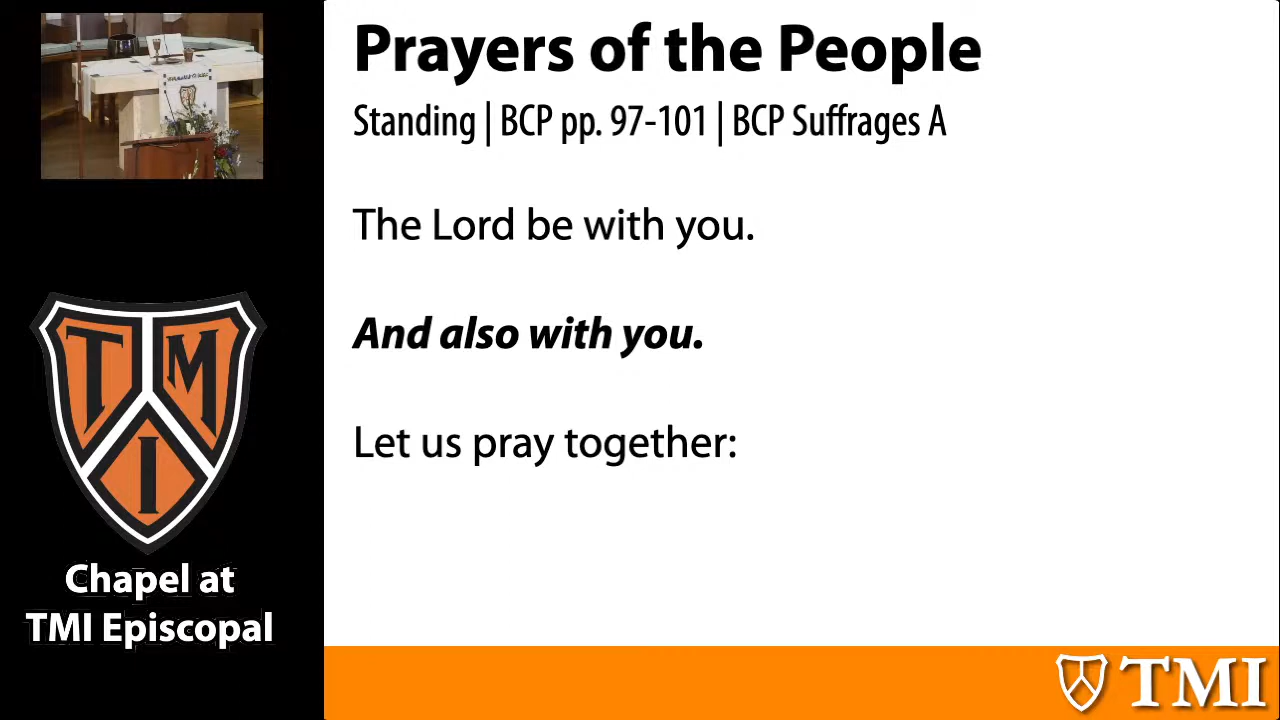 Prayers of the People
Standing | BCP pp. 97-101 | BCP Suffrages A
The Lord be with you.
And also with you.
Let us pray together:
T M
I
Chapel at
TMI Episcopal
TMI